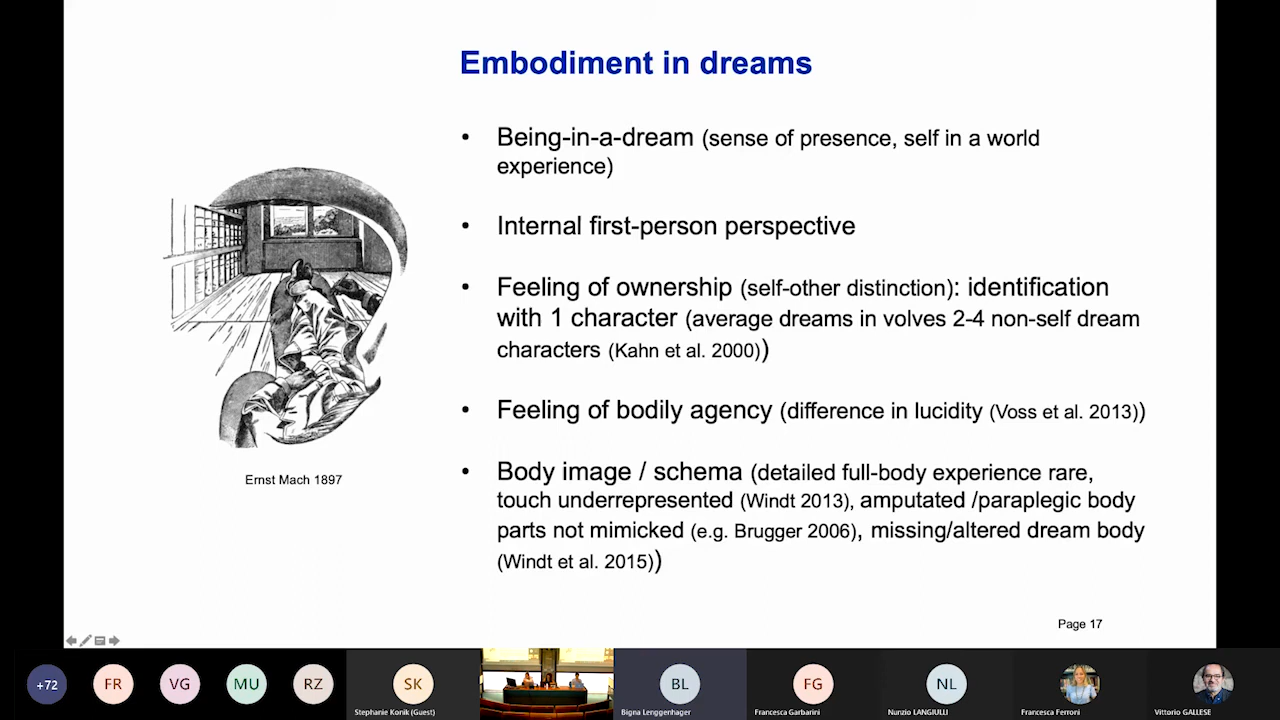 Embodiment in dreams
• Being-in-a-dream (sense of presence, self in a world
experience)
• Internal first-person perspective
• Feeling of ownership (self-other distinction): identification
with 1 character (average dreams in volves 2-4 non-self dream
characters (Kahn et al. 2000))
• Feeling of bodily agency (difference in lucidity (Voss et al. 2013))
• Body image / schema (detailed full-body experience rare,
touch underrepresented (Windt 2013), amputated /paraplegic body
parts not mimicked (e.g. Brugger 2006), missing/altered dream body
(Windt et al. 2015))
Ernst Mach 1897
Page 17
+72
FR
VG
MU
RZ
SK
Stephanie Konik (Guest)
BL
Bigna Lenggenhager
FG
Francesca Garbarini
NL
Nunzio LANGIULLI
Francesca Ferroni
Vittorio GALLESE